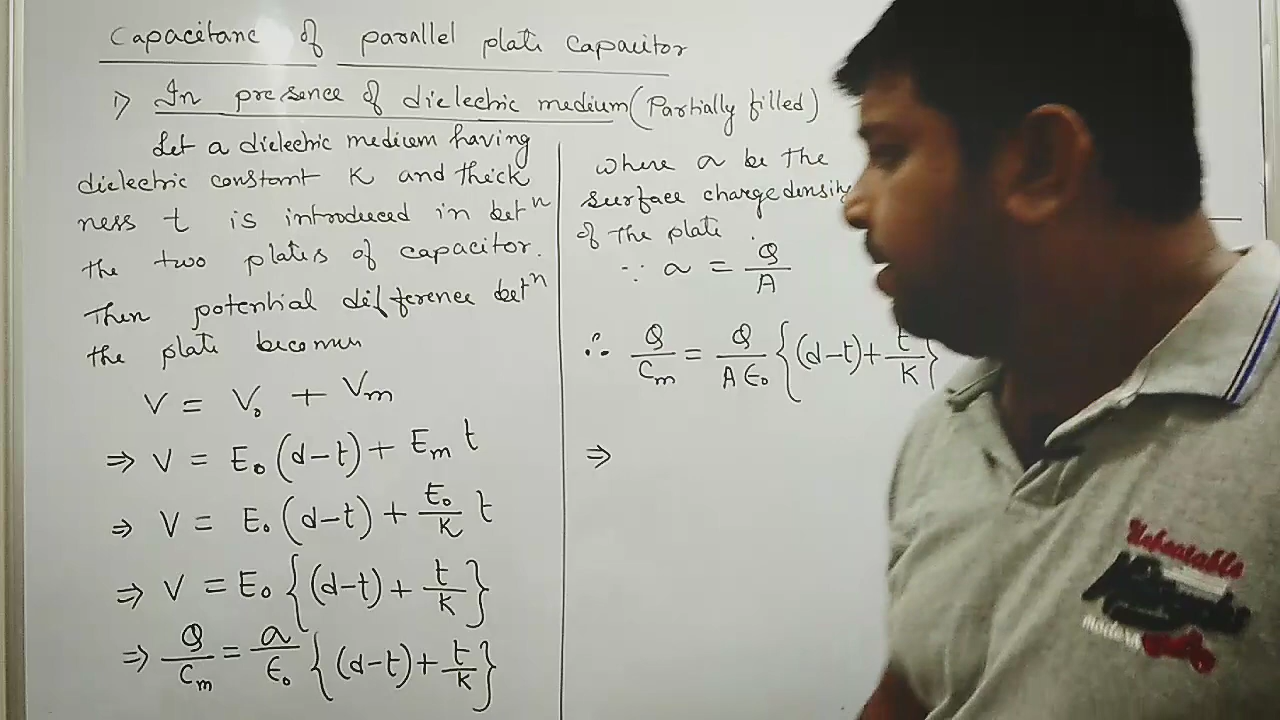 Capacitanc of parallel plate capacitor
1) In presence of dielectric medium (Partially filled)
Let a dielectric medium having
dielectric constant K and thick
ness t is introduced in betⁿ
the two plates of capacitor.
Then potential difference betⁿ
the plate becomes
V = V₀ + Vm
⇒ V = E₀(d-t) + Em t
⇒ V = E₀(d-t) + E₀/K t
⇒ V = E₀{(d-t) + t/K}
⇒ Q/Cm = a/ϵ₀ {(d-t) + t/K}
where a be the
surface charge density
of the plate.
∵ a = Q/A
∴ Q/Cm = Q/Aϵ₀ {(d-t) + t/K}
⇒